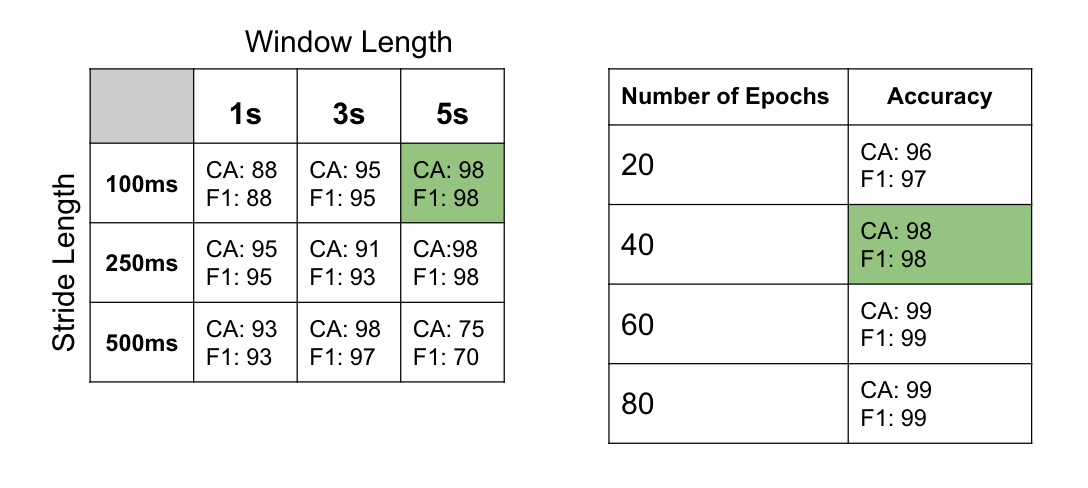 Window Length
Stride Length
1s 3s 5s
100ms
CA: 88
F1: 88
CA: 95
F1: 95
CA: 98
F1: 98
250ms
CA: 95
F1: 95
CA: 91
F1: 93
CA:98
F1: 98
500ms
CA: 93
F1: 93
CA: 98
F1: 97
CA: 75
F1: 70
Number of Epochs Accuracy
20
CA: 96
F1: 97
40
CA: 98
F1: 98
60
CA: 99
F1: 99
80
CA: 99
F1: 99